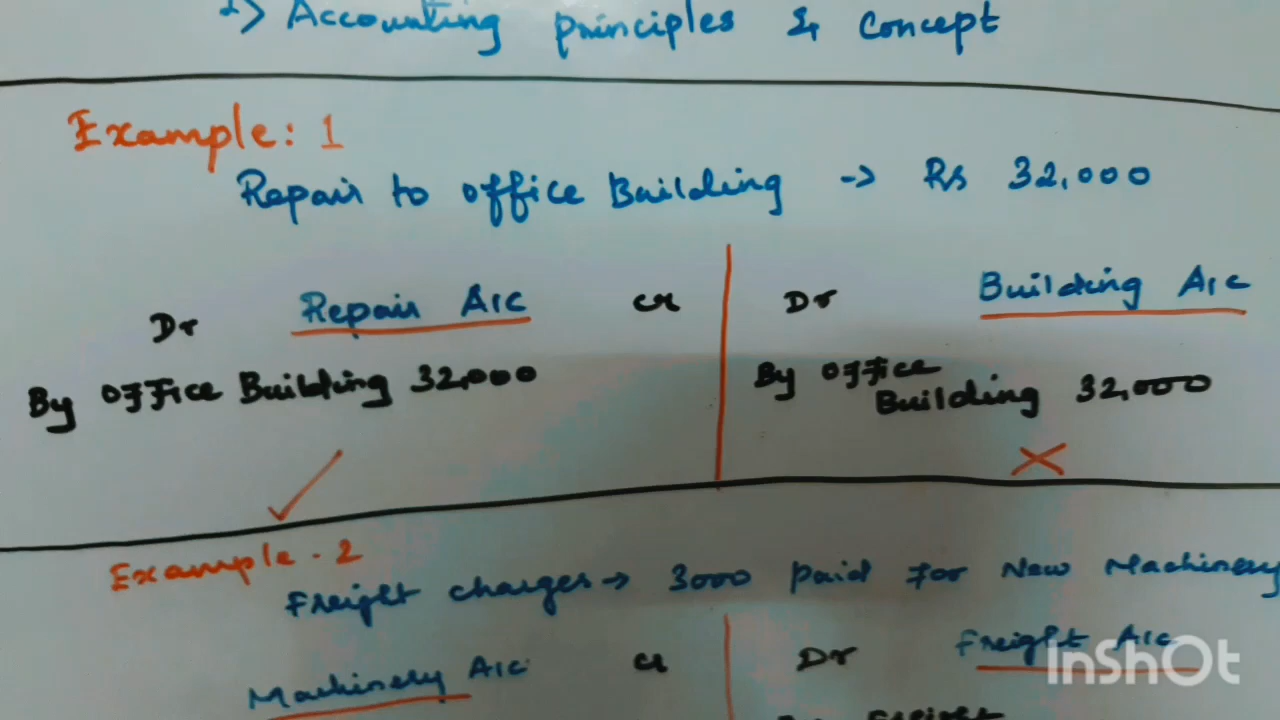 2) Accounting principles & concept
Example: 1
Repair to office Building -> Rs 32,000
Dr Repair A/c Cr
By Office Building 32,000
Dr Building A/c
By Office
Building 32,000
Example - 2
Freight charges → 3000 paid for New Machinery
Machinery A/c Cr
Dr Freight A/c
Freight
InShOt